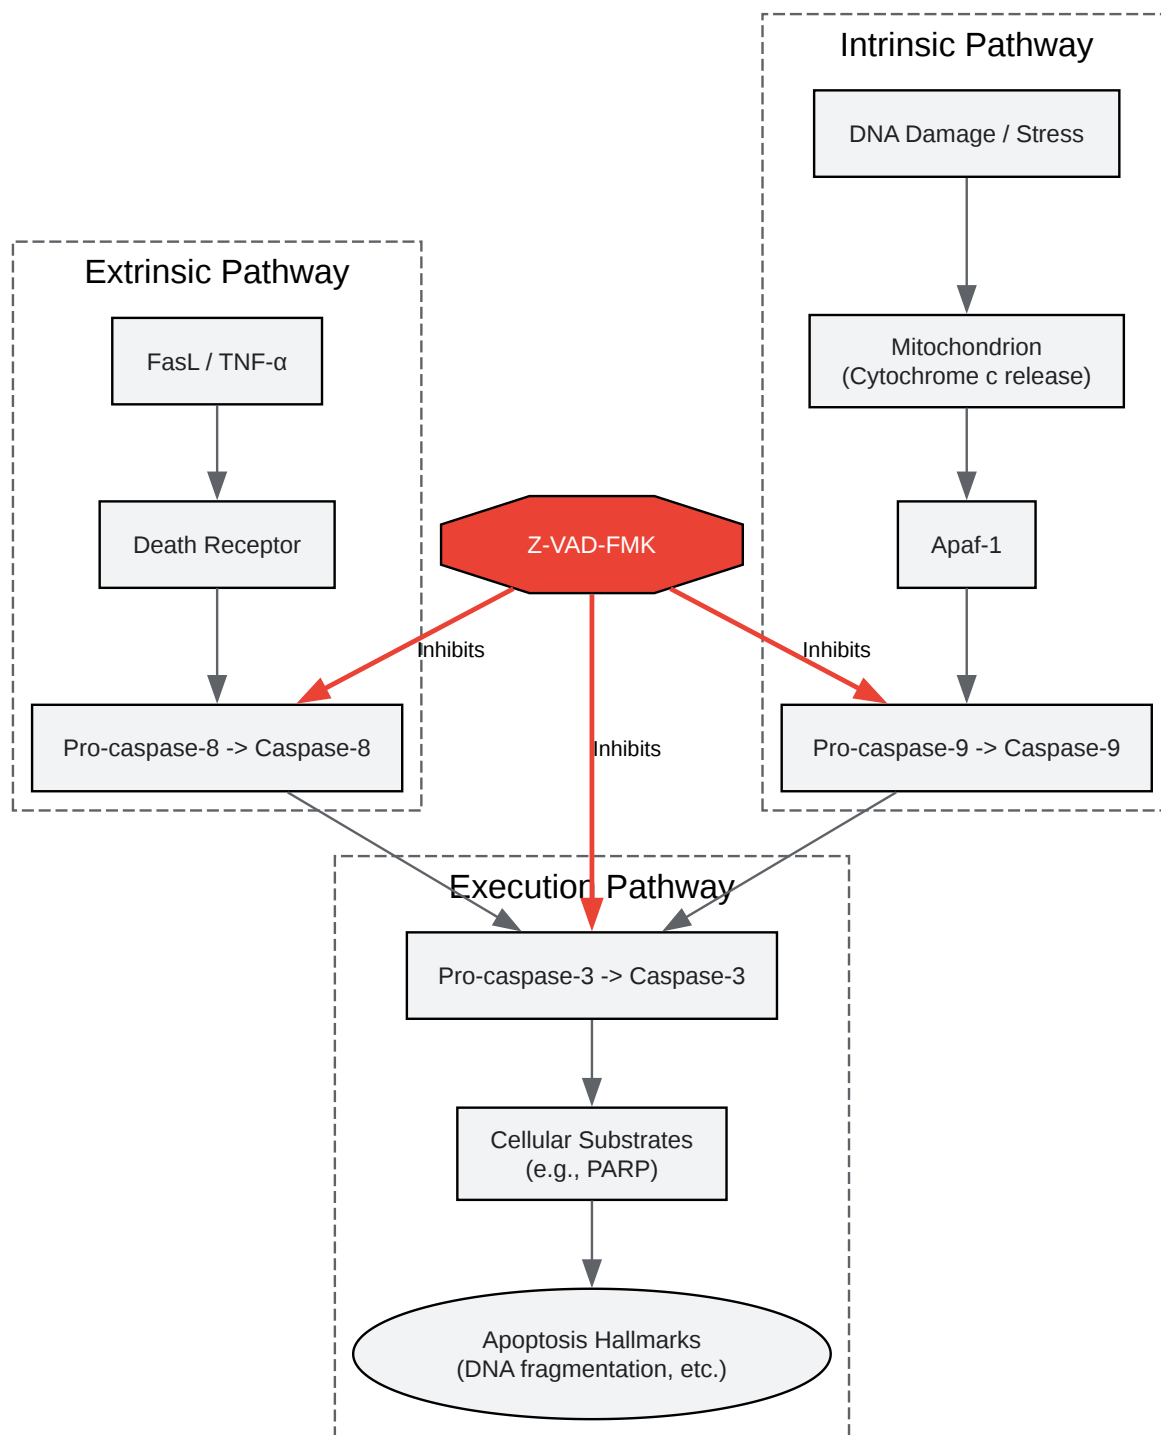 Intrinsic Pathway
DNA Damage / Stress
Extrinsic Pathway
FasL / TNF-α
Mitochondrion
(Cytochrome c release)
Death Receptor
Z-VAD-FMK
Apaf-1
Inhibits
Inhibits
Pro-caspase-8 -> Caspase-8
Inhibits
Pro-caspase-9 -> Caspase-9
Execution Pathway
Pro-caspase-3 -> Caspase-3
Cellular Substrates
(e.g., PARP)
Apoptosis Hallmarks
(DNA fragmentation, etc.)